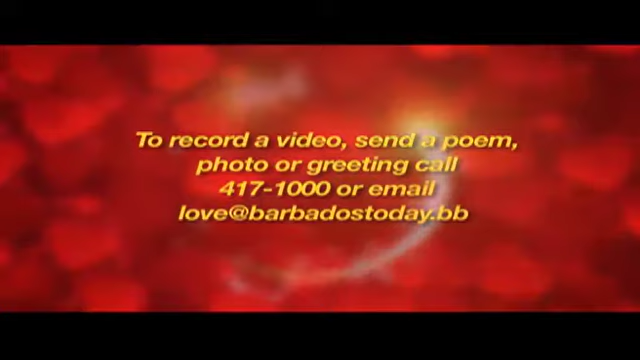 To record a video, send a poem,
photo or greeting call
417-1000 or email
love@barbadostoday.bb